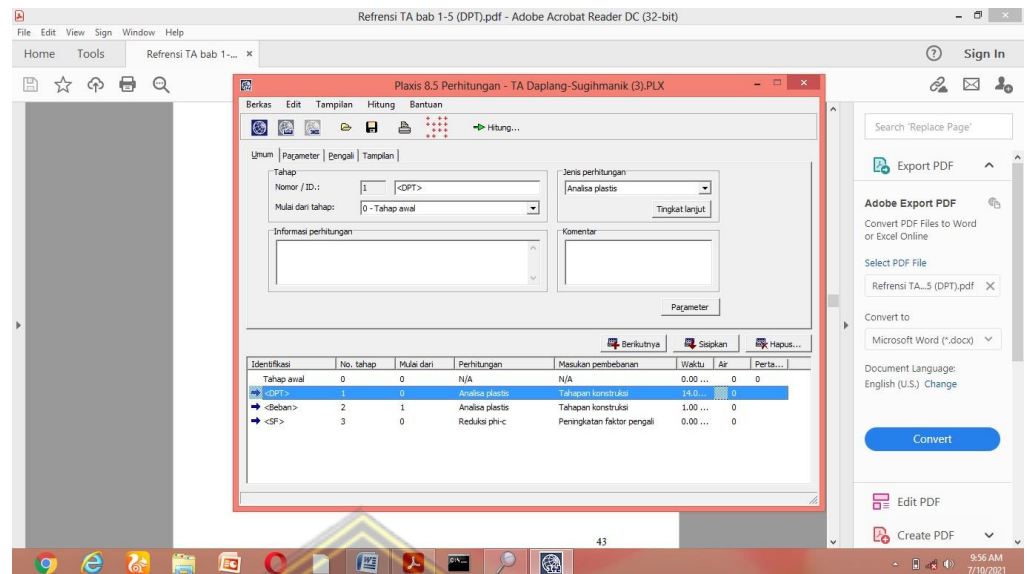 Refrensi TA bab 1-5 (DPT).pdf - Adobe Acrobat Reader DC (32-bit)
File Edit View Sign Window Help
Home Tools Refrensi TA bab 1-... ×
? Sign In
Plaxis 8.5 Perhitungan - TA Daplang-Sugihmanik (3).PLX
Berkas Edit Tampilan Hitung Bantuan
Hitung...
Umum Parameter Pengali Tampilan
Tahap
Nomor / ID.: 1 <DPT>
Mulai dari tahap: 0 - Tahap awal
Jenis perhitungan
Analisa plastis
Tingkat lanjut
Informasi perhitungan
Komentar
Parameter
Berikutnya Sisipkan Hapus...
Identifikasi No. tahap Mulai dari Perhitungan Masukan pembebanan Waktu Air Perta...
Tahap awal 0 0 N/A N/A 0.00 ... 0 0
<DPT> 1 0 Analisa plastis Tahapan konstruksi 14.0... 0
<Beban> 2 1 Analisa plastis Tahapan konstruksi 1.00 ... 0
<SF> 3 0 Reduksi phi-c Peningkatan faktor pengali 0.00 ... 0
43
Search 'Replace Page'
Export PDF
Adobe Export PDF
Convert PDF Files to Word
or Excel Online
Select PDF File
Refrensi TA...5 (DPT).pdf ×
Convert to
Microsoft Word (*.docx)
Document Language:
English (U.S.) Change
Convert
Edit PDF
Create PDF
9:56 AM
7/10/2021